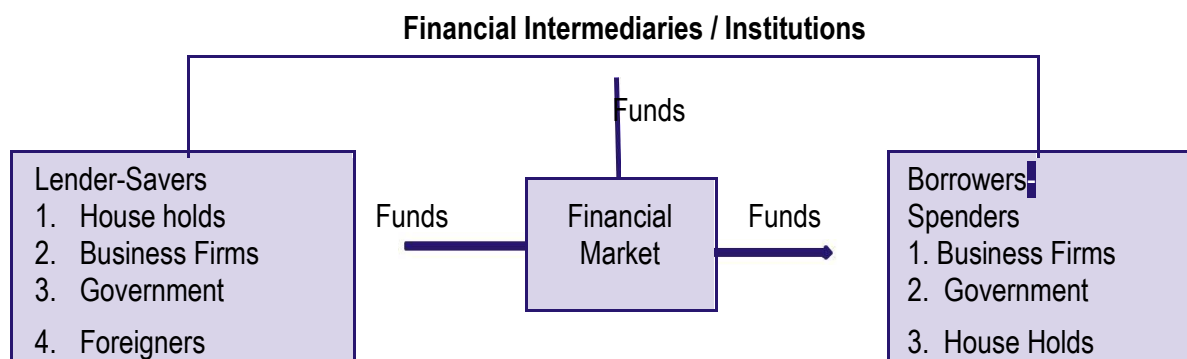 Financial Intermediaries / Institutions
Funds
Lender-Savers
1. House holds
2. Business Firms
3. Government
4. Foreigners
Funds
Financial
Market
Funds
Borrowers-
Spenders
1. Business Firms
2. Government
3. House Holds